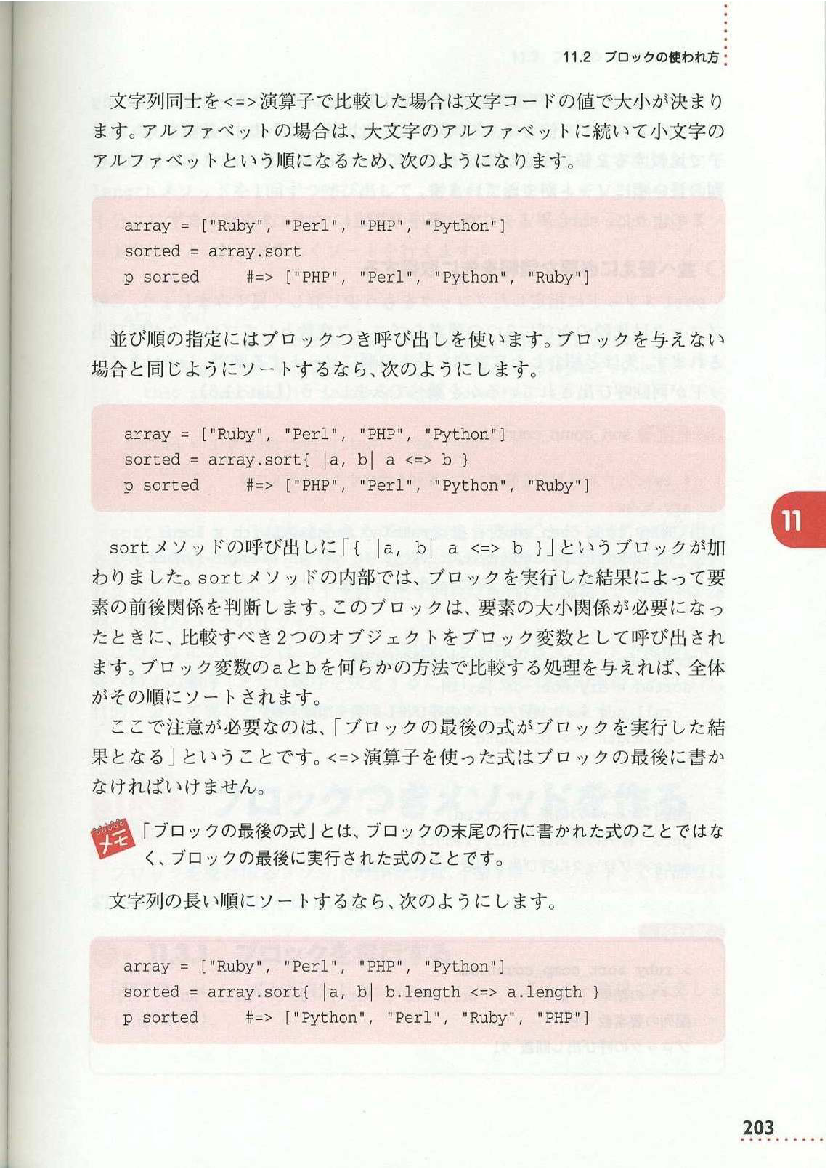 11.2 ブロックの使われ方
文字列同士を<=>演算子で比較した場合は文字コードの値で大小が決まり
ます。アルファベットの場合は、大文字のアルファベットに続いて小文字の
アルファベットという順になるため、次のようになります。
array = ["Ruby", "Perl", "PHP", "Python"]
sorted = array.sort
p sorted #=> ["PHP", "Perl", "Python", "Ruby"]
並び順の指定にはブロックつき呼び出しを使います。ブロックを与えない
場合と同じようにソートするなら、次のようにします。
array = ["Ruby", "Perl", "PHP", "Python"]
sorted = array.sort{ |a, b| a <=> b }
p sorted #=> ["PHP", "Perl", "Python", "Ruby"]
11
sortメソッドの呼び出しに「{ |a, b| a <=> b }」というブロックが加
わりました。sortメソッドの内部では、ブロックを実行した結果によって要
素の前後関係を判断します。このブロックは、要素の大小関係が必要になっ
たときに、比較すべき2つのオブジェクトをブロック変数として呼び出され
ます。ブロック変数のaとbを何らかの方法で比較する処理を与えれば、全体
がその順にソートされます。
ここで注意が必要なのは、「ブロックの最後の式がブロックを実行した結
果となる」ということです。<=>演算子を使った式はブロックの最後に書か
なければいけません。
メモ
「ブロックの最後の式」とは、ブロックの末尾の行に書かれた式のことではな
く、ブロックの最後に実行された式のことです。
文字列の長い順にソートするなら、次のようにします。
array = ["Ruby", "Perl", "PHP", "Python"]
sorted = array.sort{ |a, b| b.length <=> a.length }
p sorted #=> ["Python", "Perl", "Ruby", "PHP"]
203